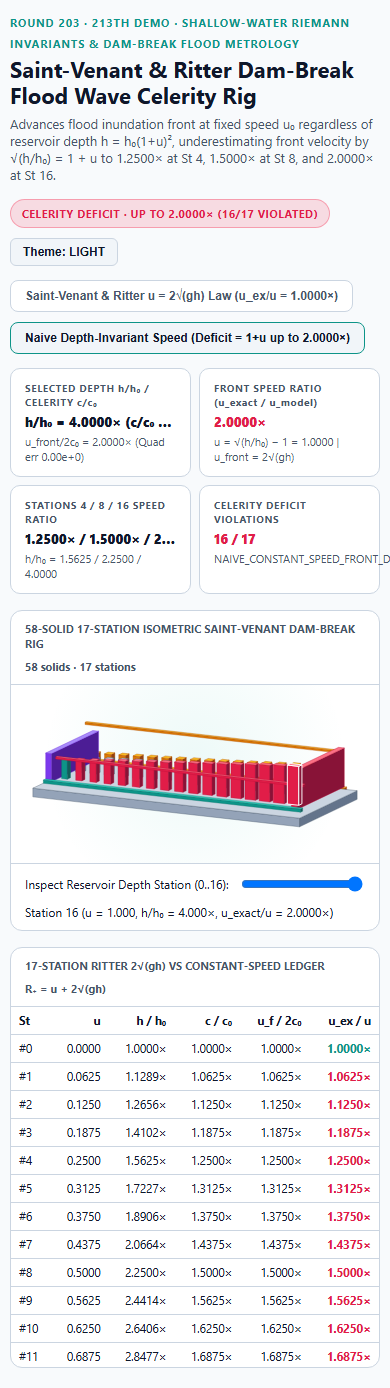 ROUND 203 · 213TH DEMO · SHALLOW-WATER RIEMANN
INVARIANTS & DAM-BREAK FLOOD METROLOGY
Saint-Venant & Ritter Dam-Break
Flood Wave Celerity Rig
Advances flood inundation front at fixed speed u₀ regardless of
reservoir depth h = h₀(1+u)², underestimating front velocity by
√(h/h₀) = 1 + u to 1.2500× at St 4, 1.5000× at St 8, and 2.0000×
at St 16.
CELERITY DEFICIT · UP TO 2.0000× (16/17 VIOLATED)
Theme: LIGHT
Saint-Venant & Ritter u = 2√(gh) Law (u_ex/u = 1.0000×)
Naive Depth-Invariant Speed (Deficit = 1+u up to 2.0000×)
SELECTED DEPTH h/h₀ /
CELERITY c/c₀
h/h₀ = 4.0000× (c/c₀ ...
u_front/2c₀ = 2.0000× (Quad
err 0.00e+0)
FRONT SPEED RATIO
(u_exact / u_model)
2.0000×
u = √(h/h₀) − 1 = 1.0000 |
u_front = 2√(gh)
STATIONS 4 / 8 / 16 SPEED
RATIO
1.2500× / 1.5000× / 2...
h/h₀ = 1.5625 / 2.2500 /
4.0000
CELERITY DEFICIT
VIOLATIONS
16 / 17
NAIVE_CONSTANT_SPEED_FRONT_D
58-SOLID 17-STATION ISOMETRIC SAINT-VENANT DAM-BREAK
RIG
58 solids · 17 stations
Inspect Reservoir Depth Station (0..16):
Station 16 (u = 1.000, h/h₀ = 4.000×, u_exact/u = 2.0000×)
17-STATION RITTER 2√(gh) VS CONSTANT-SPEED LEDGER
R₊ = u + 2√(gh)
St u h / h₀ c / c₀ u_f / 2c₀ u_ex / u
#0 0.0000 1.0000× 1.0000× 1.0000× 1.0000×
#1 0.0625 1.1289× 1.0625× 1.0625× 1.0625×
#2 0.1250 1.2656× 1.1250× 1.1250× 1.1250×
#3 0.1875 1.4102× 1.1875× 1.1875× 1.1875×
#4 0.2500 1.5625× 1.2500× 1.2500× 1.2500×
#5 0.3125 1.7227× 1.3125× 1.3125× 1.3125×
#6 0.3750 1.8906× 1.3750× 1.3750× 1.3750×
#7 0.4375 2.0664× 1.4375× 1.4375× 1.4375×
#8 0.5000 2.2500× 1.5000× 1.5000× 1.5000×
#9 0.5625 2.4414× 1.5625× 1.5625× 1.5625×
#10 0.6250 2.6406× 1.6250× 1.6250× 1.6250×
#11 0.6875 2.8477× 1.6875× 1.6875× 1.6875×